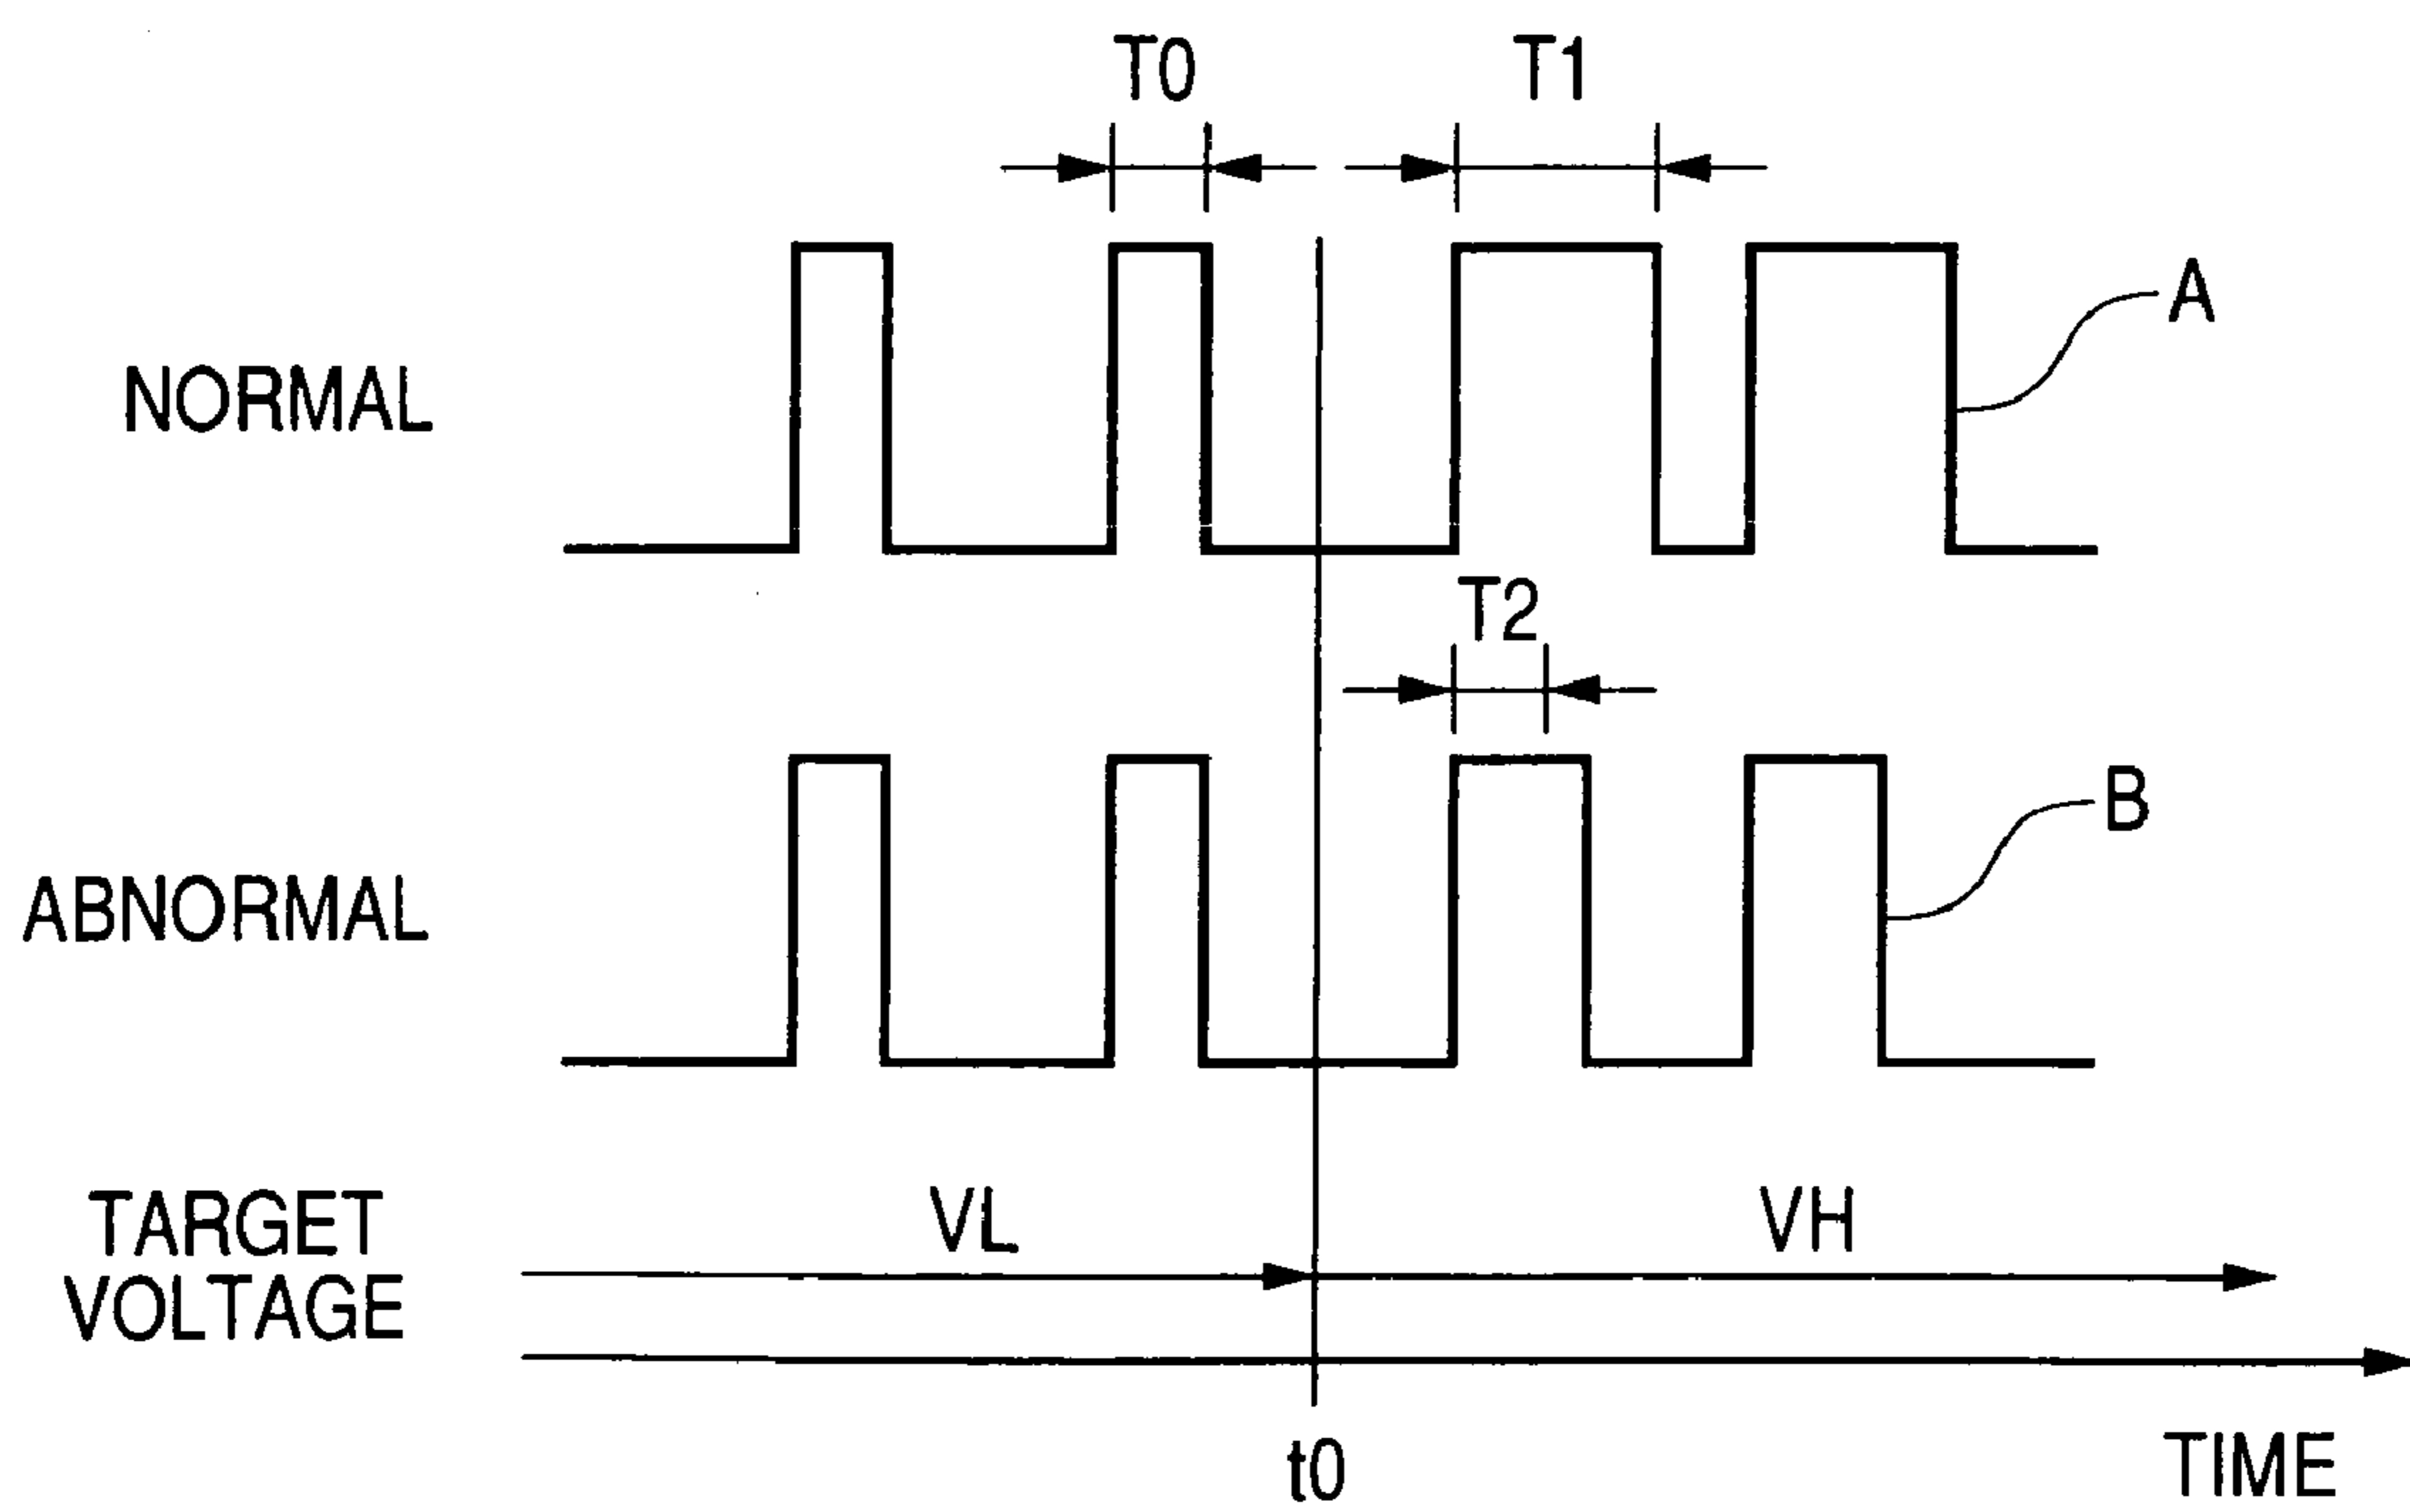 T0
T1
A
NORMAL
T2
B
ABNORMAL
TARGET
VOLTAGE
VL
VH
t0
TIME